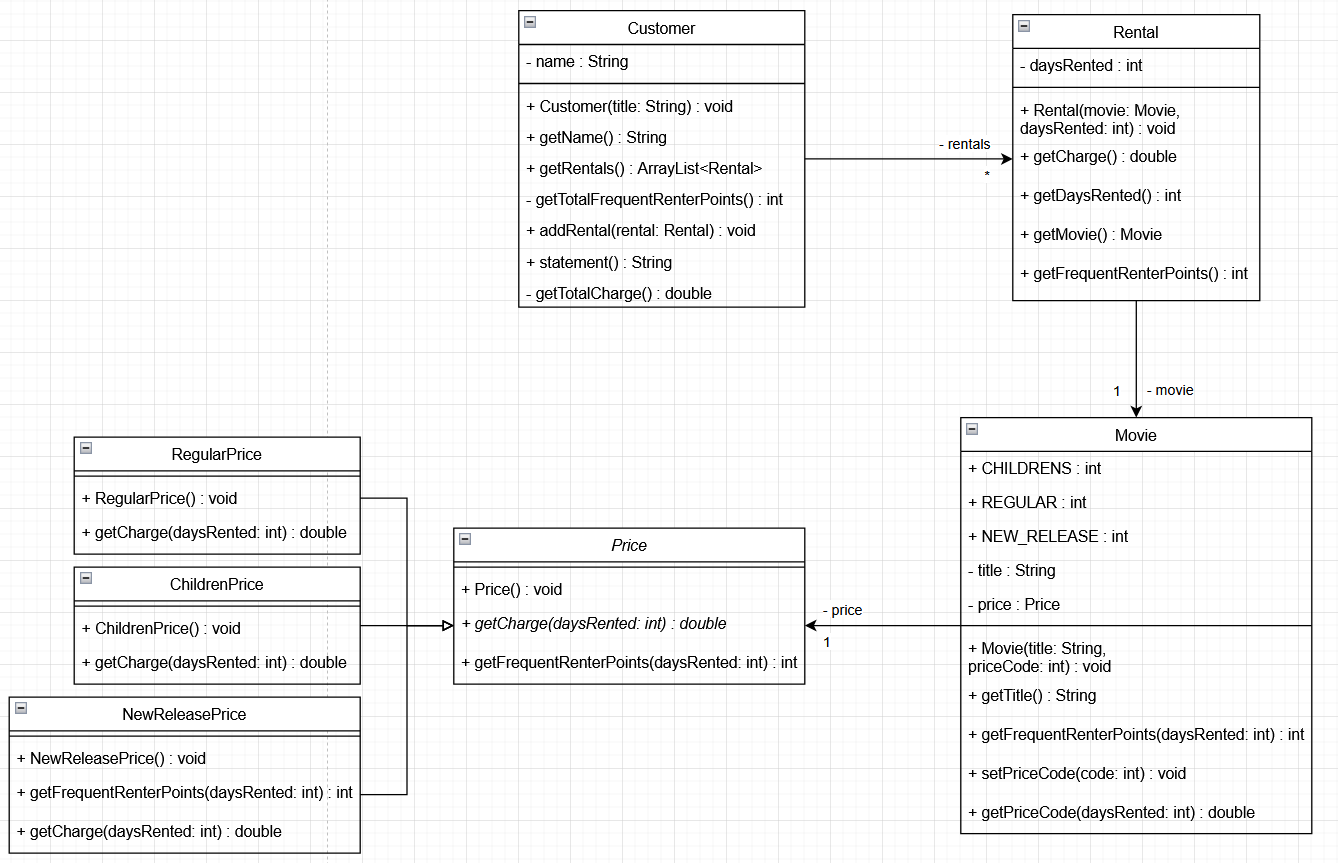 Customer
- name : String
+ Customer(title: String) : void
+ getName() : String
+ getRentals() : ArrayList<Rental>
- getTotalFrequentRenterPoints() : int
+ addRental(rental: Rental) : void
+ statement() : String
- getTotalCharge() : double
- rentals
*
Rental
- daysRented : int
+ Rental(movie: Movie,
daysRented: int) : void
+ getCharge() : double
+ getDaysRented() : int
+ getMovie() : Movie
+ getFrequentRenterPoints() : int
1
- movie
Movie
+ CHILDRENS : int
+ REGULAR : int
+ NEW_RELEASE : int
- title : String
- price : Price
+ Movie(title: String,
priceCode: int) : void
+ getTitle() : String
+ getFrequentRenterPoints(daysRented: int) : int
+ setPriceCode(code: int) : void
+ getPriceCode(daysRented: int) : double
- price
1
Price
+ Price() : void
+ getCharge(daysRented: int) : double
+ getFrequentRenterPoints(daysRented: int) : int
RegularPrice
+ RegularPrice() : void
+ getCharge(daysRented: int) : double
ChildrenPrice
+ ChildrenPrice() : void
+ getCharge(daysRented: int) : double
NewReleasePrice
+ NewReleasePrice() : void
+ getFrequentRenterPoints(daysRented: int) : int
+ getCharge(daysRented: int) : double